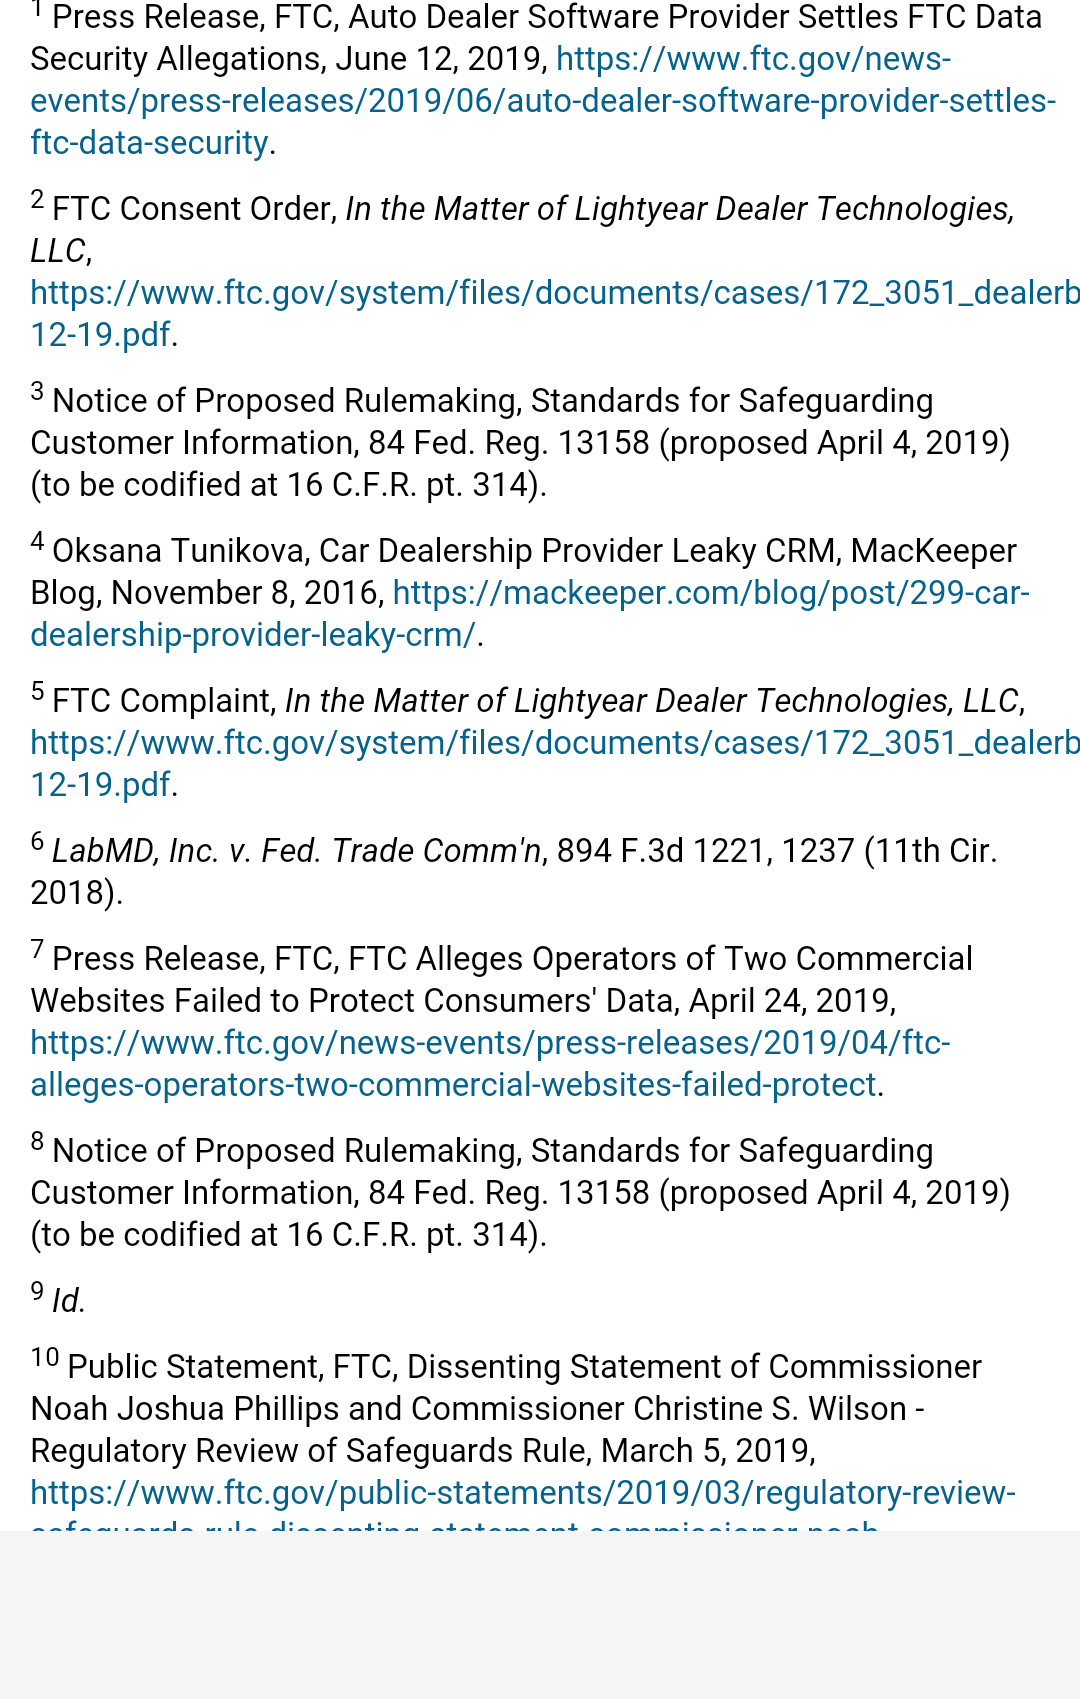 1 Press Release, FTC, Auto Dealer Software Provider Settles FTC Data
Security Allegations, June 12, 2019, https://www.ftc.gov/news-
events/press-releases/2019/06/auto-dealer-software-provider-settles-
ftc-data-security.
2 FTC Consent Order, In the Matter of Lightyear Dealer Technologies,
LLC,
https://www.ftc.gov/system/files/documents/cases/172_3051_dealerb
12-19.pdf.
3 Notice of Proposed Rulemaking, Standards for Safeguarding
Customer Information, 84 Fed. Reg. 13158 (proposed April 4, 2019)
(to be codified at 16 C.F.R. pt. 314).
4 Oksana Tunikova, Car Dealership Provider Leaky CRM, MacKeeper
Blog, November 8, 2016, https://mackeeper.com/blog/post/299-car-
dealership-provider-leaky-crm/.
5 FTC Complaint, In the Matter of Lightyear Dealer Technologies, LLC,
https://www.ftc.gov/system/files/documents/cases/172_3051_dealerb
12-19.pdf.
6 LabMD, Inc. v. Fed. Trade Comm'n, 894 F.3d 1221, 1237 (11th Cir.
2018).
7 Press Release, FTC, FTC Alleges Operators of Two Commercial
Websites Failed to Protect Consumers' Data, April 24, 2019,
https://www.ftc.gov/news-events/press-releases/2019/04/ftc-
alleges-operators-two-commercial-websites-failed-protect.
8 Notice of Proposed Rulemaking, Standards for Safeguarding
Customer Information, 84 Fed. Reg. 13158 (proposed April 4, 2019)
(to be codified at 16 C.F.R. pt. 314).
9 Id.
10 Public Statement, FTC, Dissenting Statement of Commissioner
Noah Joshua Phillips and Commissioner Christine S. Wilson -
Regulatory Review of Safeguards Rule, March 5, 2019,
https://www.ftc.gov/public-statements/2019/03/regulatory-review-
safeguards-rule-dissenting-statement-commissioner-noah